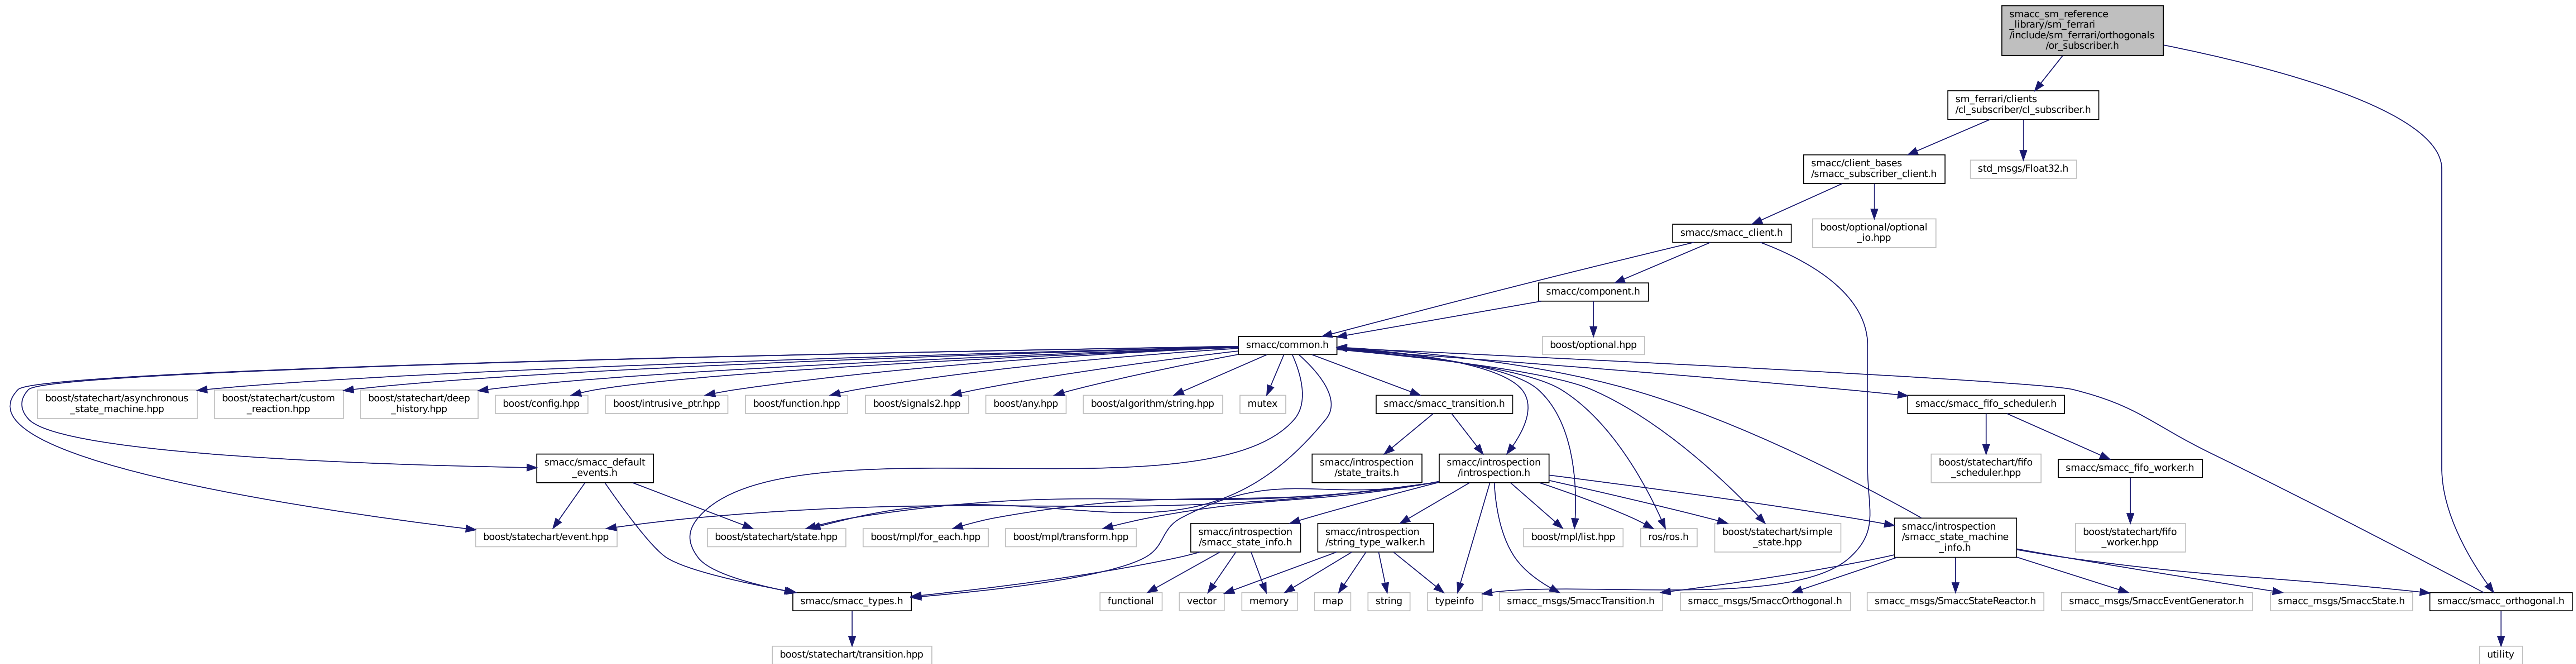 smacc_sm_reference
_library/sm_ferrari
/include/sm_ferrari/orthogonals
/or_subscriber.h
sm_ferrari/clients
/cl_subscriber/cl_subscriber.h
smacc/client_bases
/smacc_subscriber_client.h
std_msgs/Float32.h
smacc/smacc_client.h
boost/optional/optional
_io.hpp
smacc/component.h
smacc/common.h
boost/optional.hpp
boost/statechart/asynchronous
_state_machine.hpp
boost/statechart/custom
_reaction.hpp
boost/statechart/deep
_history.hpp
boost/config.hpp
boost/intrusive_ptr.hpp
boost/function.hpp
boost/signals2.hpp
boost/any.hpp
boost/algorithm/string.hpp
mutex
smacc/smacc_transition.h
smacc/smacc_fifo_scheduler.h
smacc/smacc_default
_events.h
smacc/introspection
/state_traits.h
smacc/introspection
/introspection.h
boost/statechart/fifo
_scheduler.hpp
smacc/smacc_fifo_worker.h
boost/statechart/event.hpp
boost/statechart/state.hpp
boost/mpl/for_each.hpp
boost/mpl/transform.hpp
smacc/introspection
/smacc_state_info.h
smacc/introspection
/string_type_walker.h
boost/mpl/list.hpp
ros/ros.h
boost/statechart/simple
_state.hpp
smacc/introspection
/smacc_state_machine
_info.h
boost/statechart/fifo
_worker.hpp
smacc/smacc_types.h
functional
vector
memory
map
string
typeinfo
smacc_msgs/SmaccTransition.h
smacc_msgs/SmaccOrthogonal.h
smacc_msgs/SmaccStateReactor.h
smacc_msgs/SmaccEventGenerator.h
smacc_msgs/SmaccState.h
smacc/smacc_orthogonal.h
boost/statechart/transition.hpp
utility